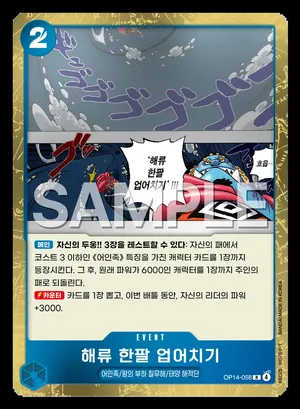 2
'해류
한팔
업어치기'!!!
흐읍…
SAMPLE
메인 자신의 두웅!! 3장을 레스트할 수 있다: 자신의 패에서
코스트 3 이하인 《어인족》 특징을 가진 캐릭터 카드를 1장까지
등장시킨다. 그 후, 원래 파워가 6000인 캐릭터를 1장까지 주인의
패로 되돌린다.
카운터 카드를 1장 뽑고, 이번 배틀 동안, 자신의 리더의 파워
+3000.
EVENT
해류 한팔 업어치기
어인족/왕의 부하 칠무해/태양 해적단
OP14-058 R